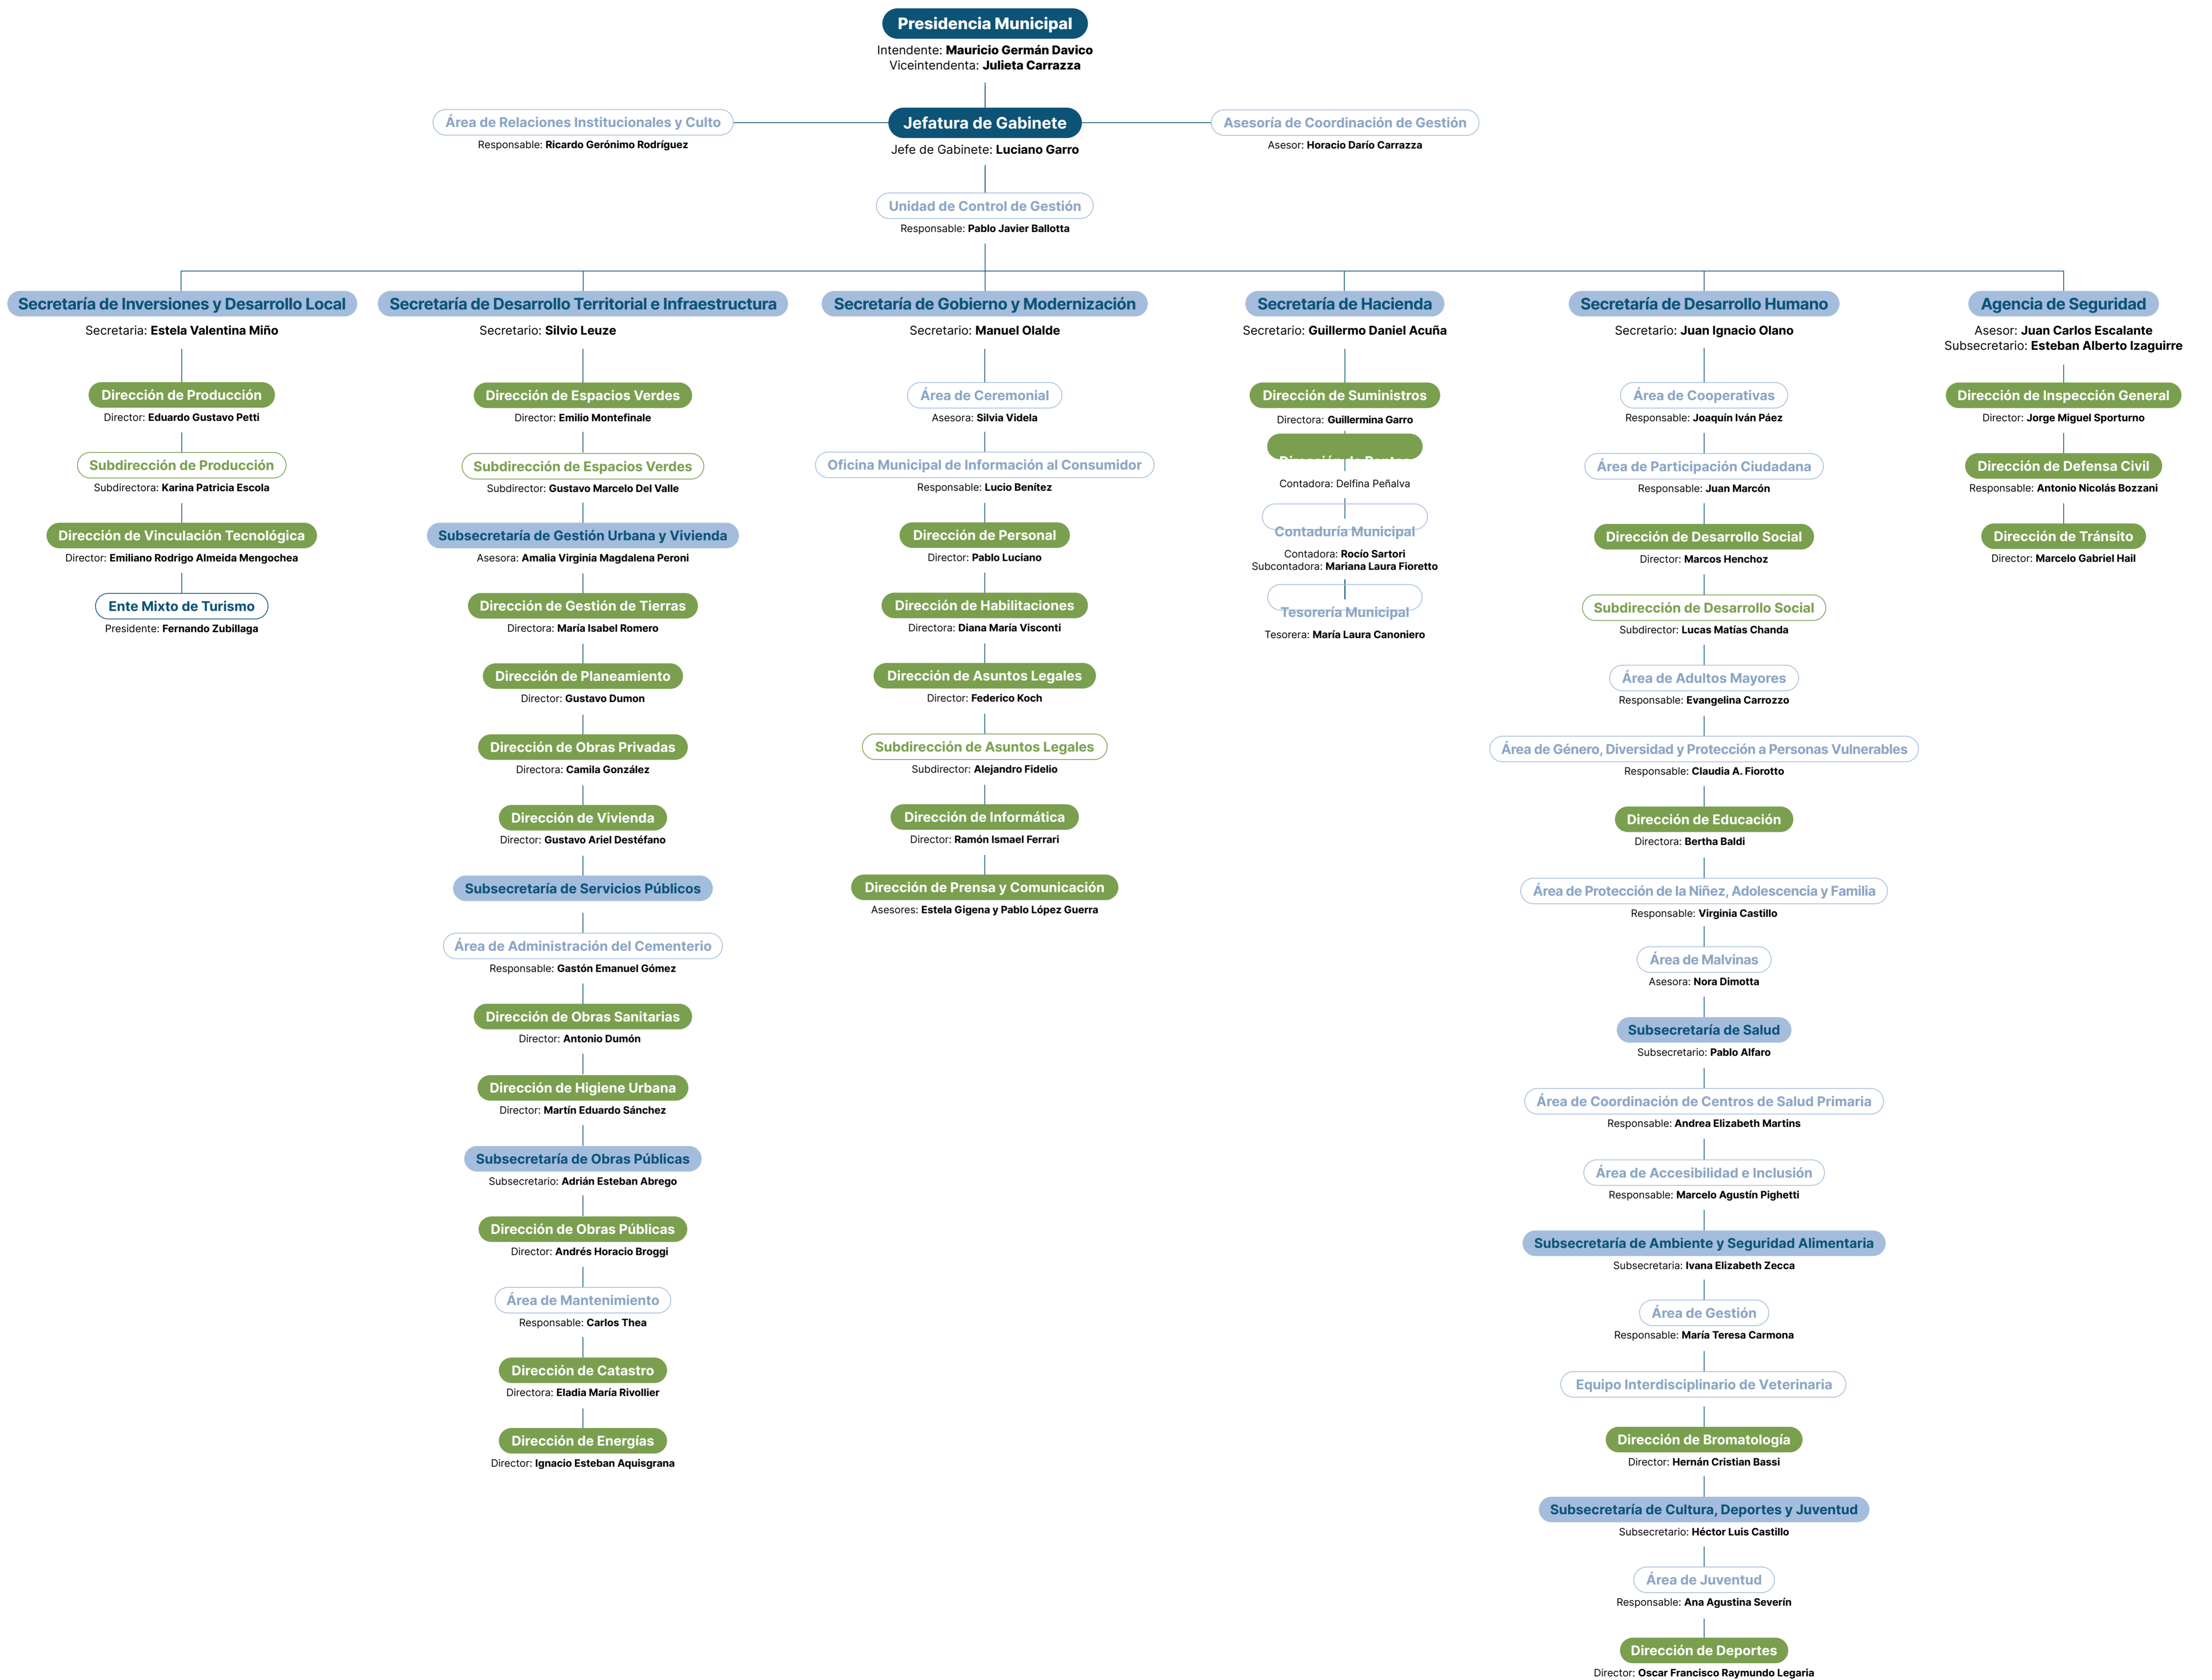 Presidencia Municipal
Intendente: Mauricio Germán Davico
Viceintendenta: Julieta Carrazza
Área de Relaciones Institucionales y Culto
Responsable: Ricardo Gerónimo Rodríguez
Jefatura de Gabinete
Jefe de Gabinete: Luciano Garro
Asesoría de Coordinación de Gestión
Asesor: Horacio Darío Carrazza
Unidad de Control de Gestión
Responsable: Pablo Javier Ballotta
Secretaría de Inversiones y Desarrollo Local
Secretaria: Estela Valentina Miño
Dirección de Producción
Director: Eduardo Gustavo Petti
Subdirección de Producción
Subdirectora: Karina Patricia Escola
Dirección de Vinculación Tecnológica
Director: Emiliano Rodrigo Almeida Mengochea
Ente Mixto de Turismo
Presidente: Fernando Zubillaga
Secretaría de Desarrollo Territorial e Infraestructura
Secretario: Silvio Leuze
Dirección de Espacios Verdes
Director: Emilio Montefinale
Subdirección de Espacios Verdes
Subdirector: Gustavo Marcelo Del Valle
Subsecretaría de Gestión Urbana y Vivienda
Asesora: Amalia Virginia Magdalena Peroni
Dirección de Gestión de Tierras
Directora: María Isabel Romero
Dirección de Planeamiento
Director: Gustavo Dumon
Dirección de Obras Privadas
Directora: Camila González
Dirección de Vivienda
Director: Gustavo Ariel Destéfano
Subsecretaría de Servicios Públicos
Área de Administración del Cementerio
Responsable: Gastón Emanuel Gómez
Dirección de Obras Sanitarias
Director: Antonio Dumón
Dirección de Higiene Urbana
Director: Martín Eduardo Sánchez
Subsecretaría de Obras Públicas
Subsecretario: Adrián Esteban Abrego
Dirección de Obras Públicas
Director: Andrés Horacio Broggi
Área de Mantenimiento
Responsable: Carlos Thea
Dirección de Catastro
Directora: Eladia María Rivollier
Dirección de Energías
Director: Ignacio Esteban Aquisgrana
Secretaría de Gobierno y Modernización
Secretario: Manuel Olalde
Área de Ceremonial
Asesora: Silvia Videla
Oficina Municipal de Información al Consumidor
Responsable: Lucio Benítez
Dirección de Personal
Director: Pablo Luciano
Dirección de Habilitaciones
Directora: Diana María Visconti
Dirección de Asuntos Legales
Director: Federico Koch
Subdirección de Asuntos Legales
Subdirector: Alejandro Fidelio
Dirección de Informática
Director: Ramón Ismael Ferrari
Dirección de Prensa y Comunicación
Asesores: Estela Gigena y Pablo López Guerra
Secretaría de Hacienda
Secretario: Guillermo Daniel Acuña
Dirección de Suministros
Directora: Guillermina Garro
Dirección de Rentas
Contadora: Delfina Peñalva
Contaduría Municipal
Contadora: Rocío Sartori
Subcontadora: Mariana Laura Fioretto
Tesorería Municipal
Tesorera: María Laura Canoniero
Secretaría de Desarrollo Humano
Secretario: Juan Ignacio Olano
Área de Cooperativas
Responsable: Joaquín Iván Páez
Área de Participación Ciudadana
Responsable: Juan Marcón
Dirección de Desarrollo Social
Director: Marcos Henchoz
Subdirección de Desarrollo Social
Subdirector: Lucas Matías Chanda
Área de Adultos Mayores
Responsable: Evangelina Carrozzo
Área de Género, Diversidad y Protección a Personas Vulnerables
Responsable: Claudia A. Fiorotto
Dirección de Educación
Directora: Bertha Baldi
Área de Protección de la Niñez, Adolescencia y Familia
Responsable: Virginia Castillo
Área de Malvinas
Asesora: Nora Dimotta
Subsecretaría de Salud
Subsecretario: Pablo Alfaro
Área de Coordinación de Centros de Salud Primaria
Responsable: Andrea Elizabeth Martins
Área de Accesibilidad e Inclusión
Responsable: Marcelo Agustín Pighetti
Subsecretaría de Ambiente y Seguridad Alimentaria
Subsecretaria: Ivana Elizabeth Zecca
Área de Gestión
Responsable: María Teresa Carmona
Equipo Interdisciplinario de Veterinaria
Dirección de Bromatología
Director: Hernán Cristian Bassi
Subsecretaría de Cultura, Deportes y Juventud
Subsecretario: Héctor Luis Castillo
Área de Juventud
Responsable: Ana Agustina Severín
Dirección de Deportes
Director: Oscar Francisco Raymundo Legaria
Agencia de Seguridad
Asesor: Juan Carlos Escalante
Subsecretario: Esteban Alberto Izaguirre
Dirección de Inspección General
Director: Jorge Miguel Sporturno
Dirección de Defensa Civil
Responsable: Antonio Nicolás Bozzani
Dirección de Tránsito
Director: Marcelo Gabriel Hail